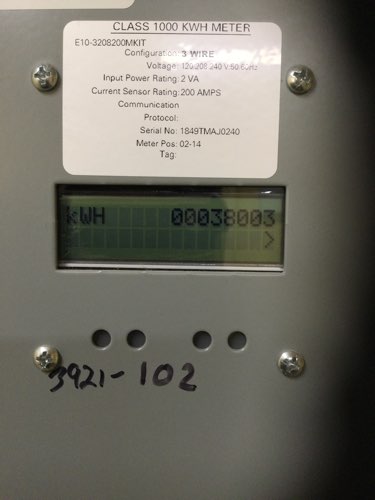 CLASS 1000 KWH METER
E10-3208200MKIT
Configuration: 3 WIRE
Voltage: 120:208-240 V:50:60Hz
Input Power Rating: 2 VA
Current Sensor Rating: 200 AMPS
Communication
Protocol:
Serial No: 1849TMAJ0240
Meter Pos: 02-14
Tag:
kWH 00038003
>
3921-102